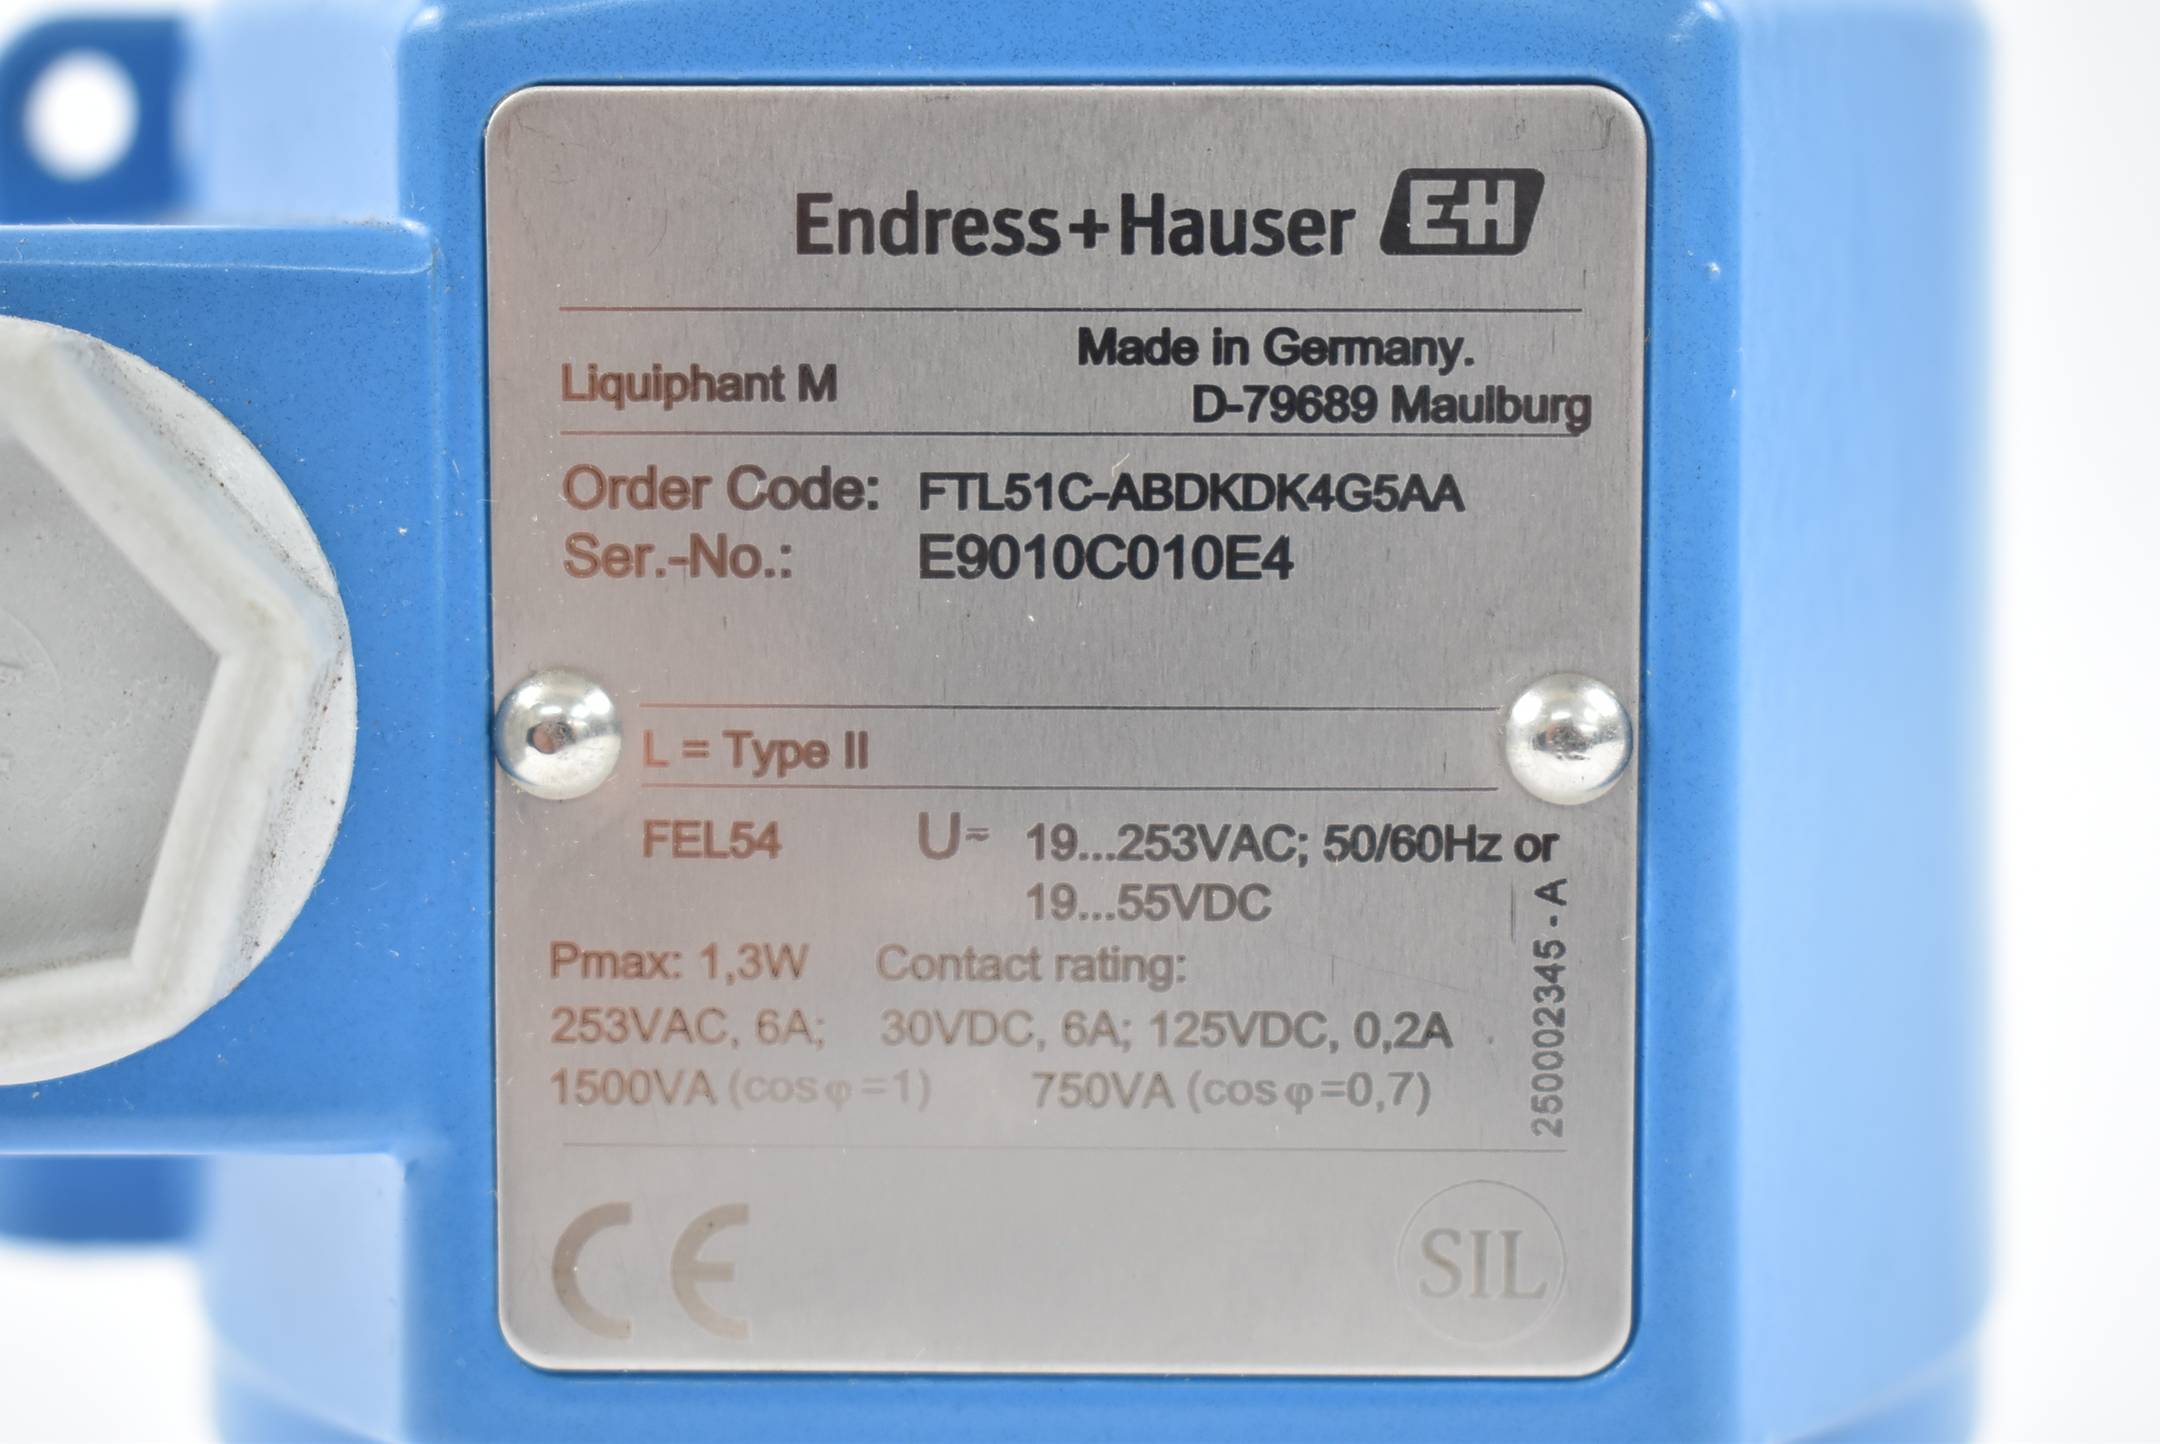 Endress+Hauser EH
Made in Germany.
Liquiphant M
D-79689 Maulburg
Order Code: FTL51C-ABDKDK4G5AA
Ser.-No.: E9010C010E4
L = Type II
FEL54 U≂ 19...253VAC; 50/60Hz or
19...55VDC
Pmax: 1,3W Contact rating:
253VAC, 6A; 30VDC, 6A; 125VDC, 0,2A
1500VA (cos φ =1) 750VA (cos φ =0,7)
250002345 - A
CE SIL